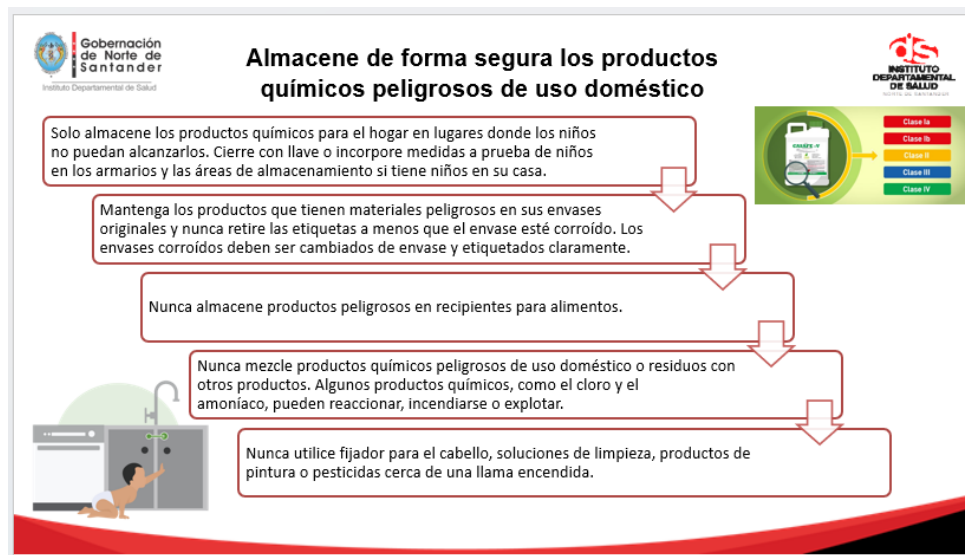 Gobernación
de Norte de
Santander
Instituto Departamental de Salud
Almacene de forma segura los productos
químicos peligrosos de uso doméstico
ds
INSTITUTO
DEPARTAMENTAL
DE SALUD
NORTE DE SANTANDER
Solo almacene los productos químicos para el hogar en lugares donde los niños
no puedan alcanzarlos. Cierre con llave o incorpore medidas a prueba de niños
en los armarios y las áreas de almacenamiento si tiene niños en su casa.
Clase Ia
Clase Ib
Clase II
Clase III
Clase IV
Mantenga los productos que tienen materiales peligrosos en sus envases
originales y nunca retire las etiquetas a menos que el envase esté corroído. Los
envases corroídos deben ser cambiados de envase y etiquetados claramente.
Nunca almacene productos peligrosos en recipientes para alimentos.
Nunca mezcle productos químicos peligrosos de uso doméstico o residuos con
otros productos. Algunos productos químicos, como el cloro y el
amoníaco, pueden reaccionar, incendiarse o explotar.
Nunca utilice fijador para el cabello, soluciones de limpieza, productos de
pintura o pesticidas cerca de una llama encendida.